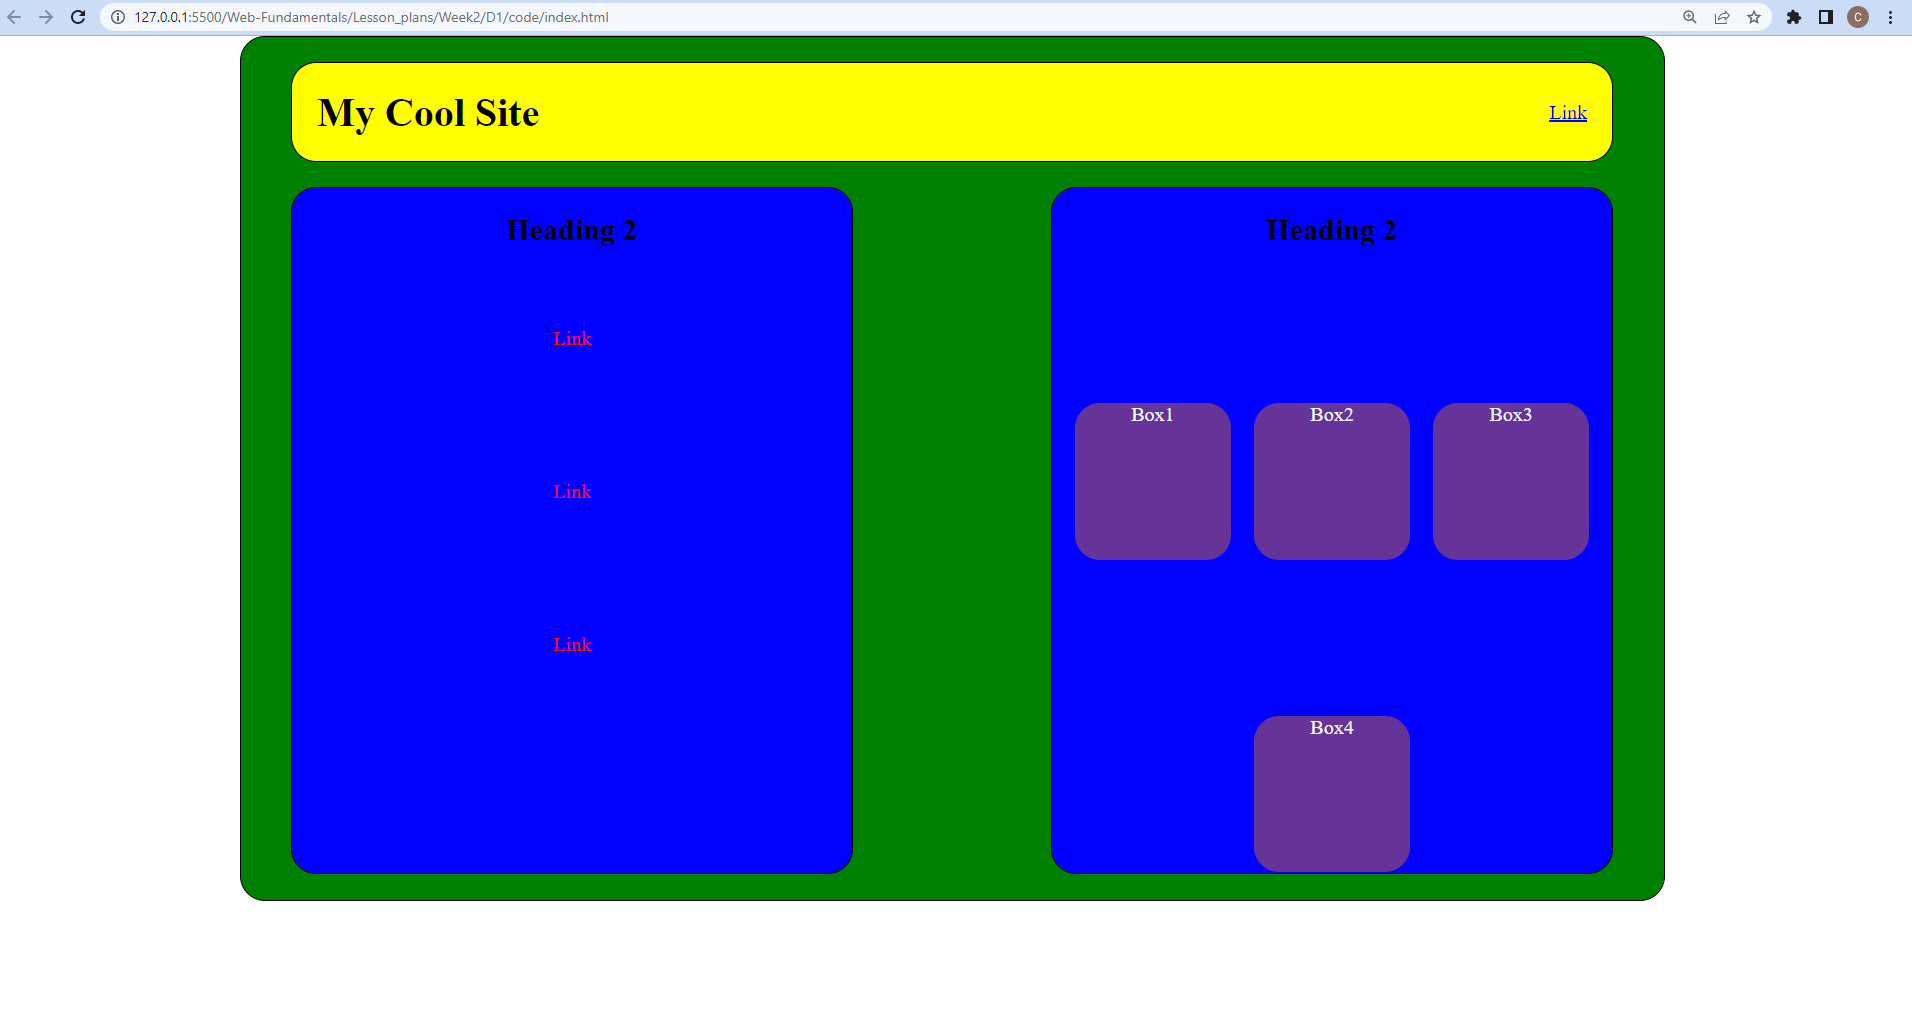 127.0.0.1:5500/Web-Fundamentals/Lesson_plans/Week2/D1/code/index.html
C
My Cool Site
Link
Heading 2
Link
Link
Link
Heading 2
Box1
Box2
Box3
Box4